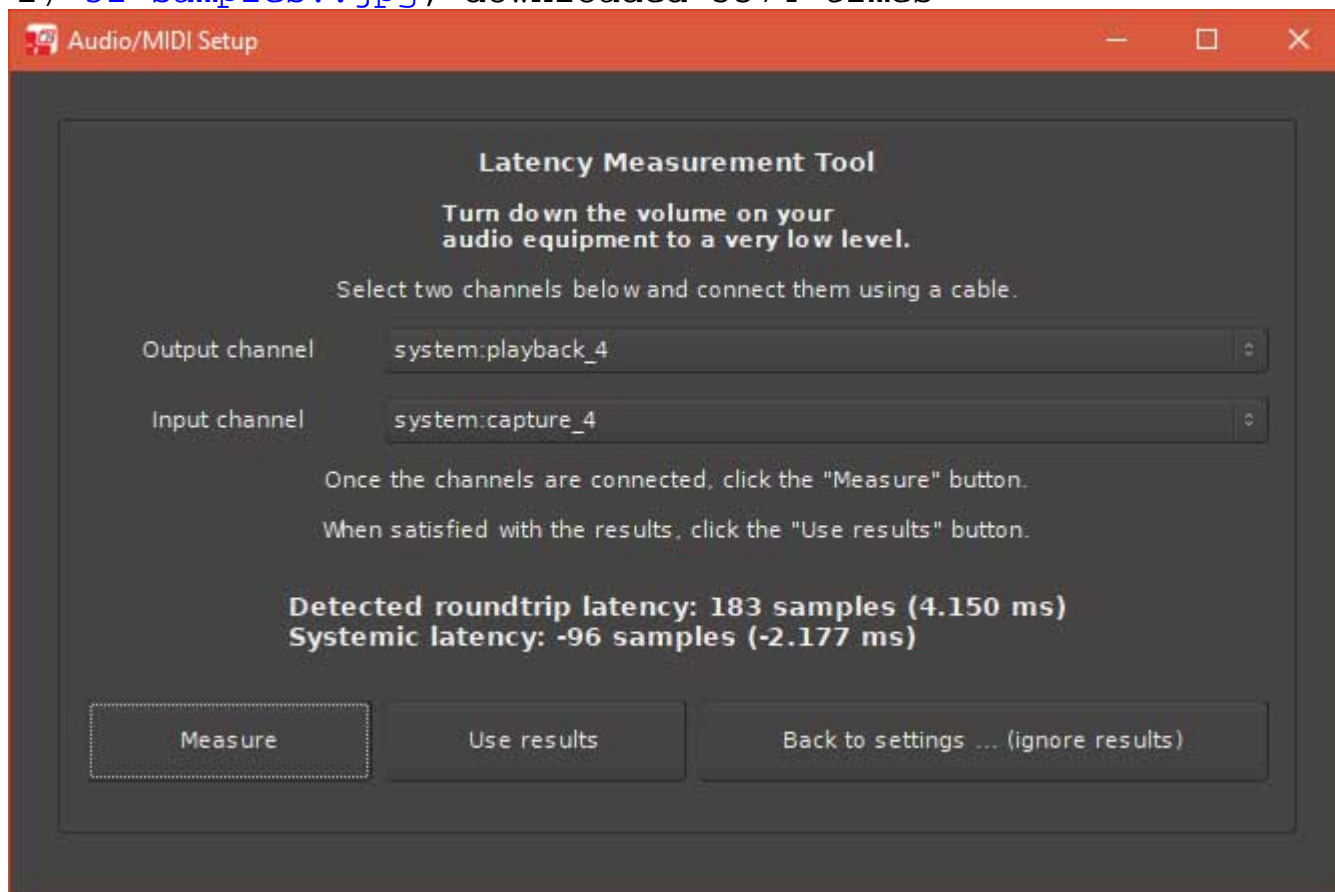 Audio/MIDI Setup
Latency Measurement Tool
Turn down the volume on your
audio equipment to a very low level.
Select two channels below and connect them using a cable.
Output channel system:playback_4
Input channel system:capture_4
Once the channels are connected, click the "Measure" button.
When satisfied with the results, click the "Use results" button.
Detected roundtrip latency: 183 samples (4.150 ms)
Systemic latency: -96 samples (-2.177 ms)
Measure Use results Back to settings ... (ignore results)